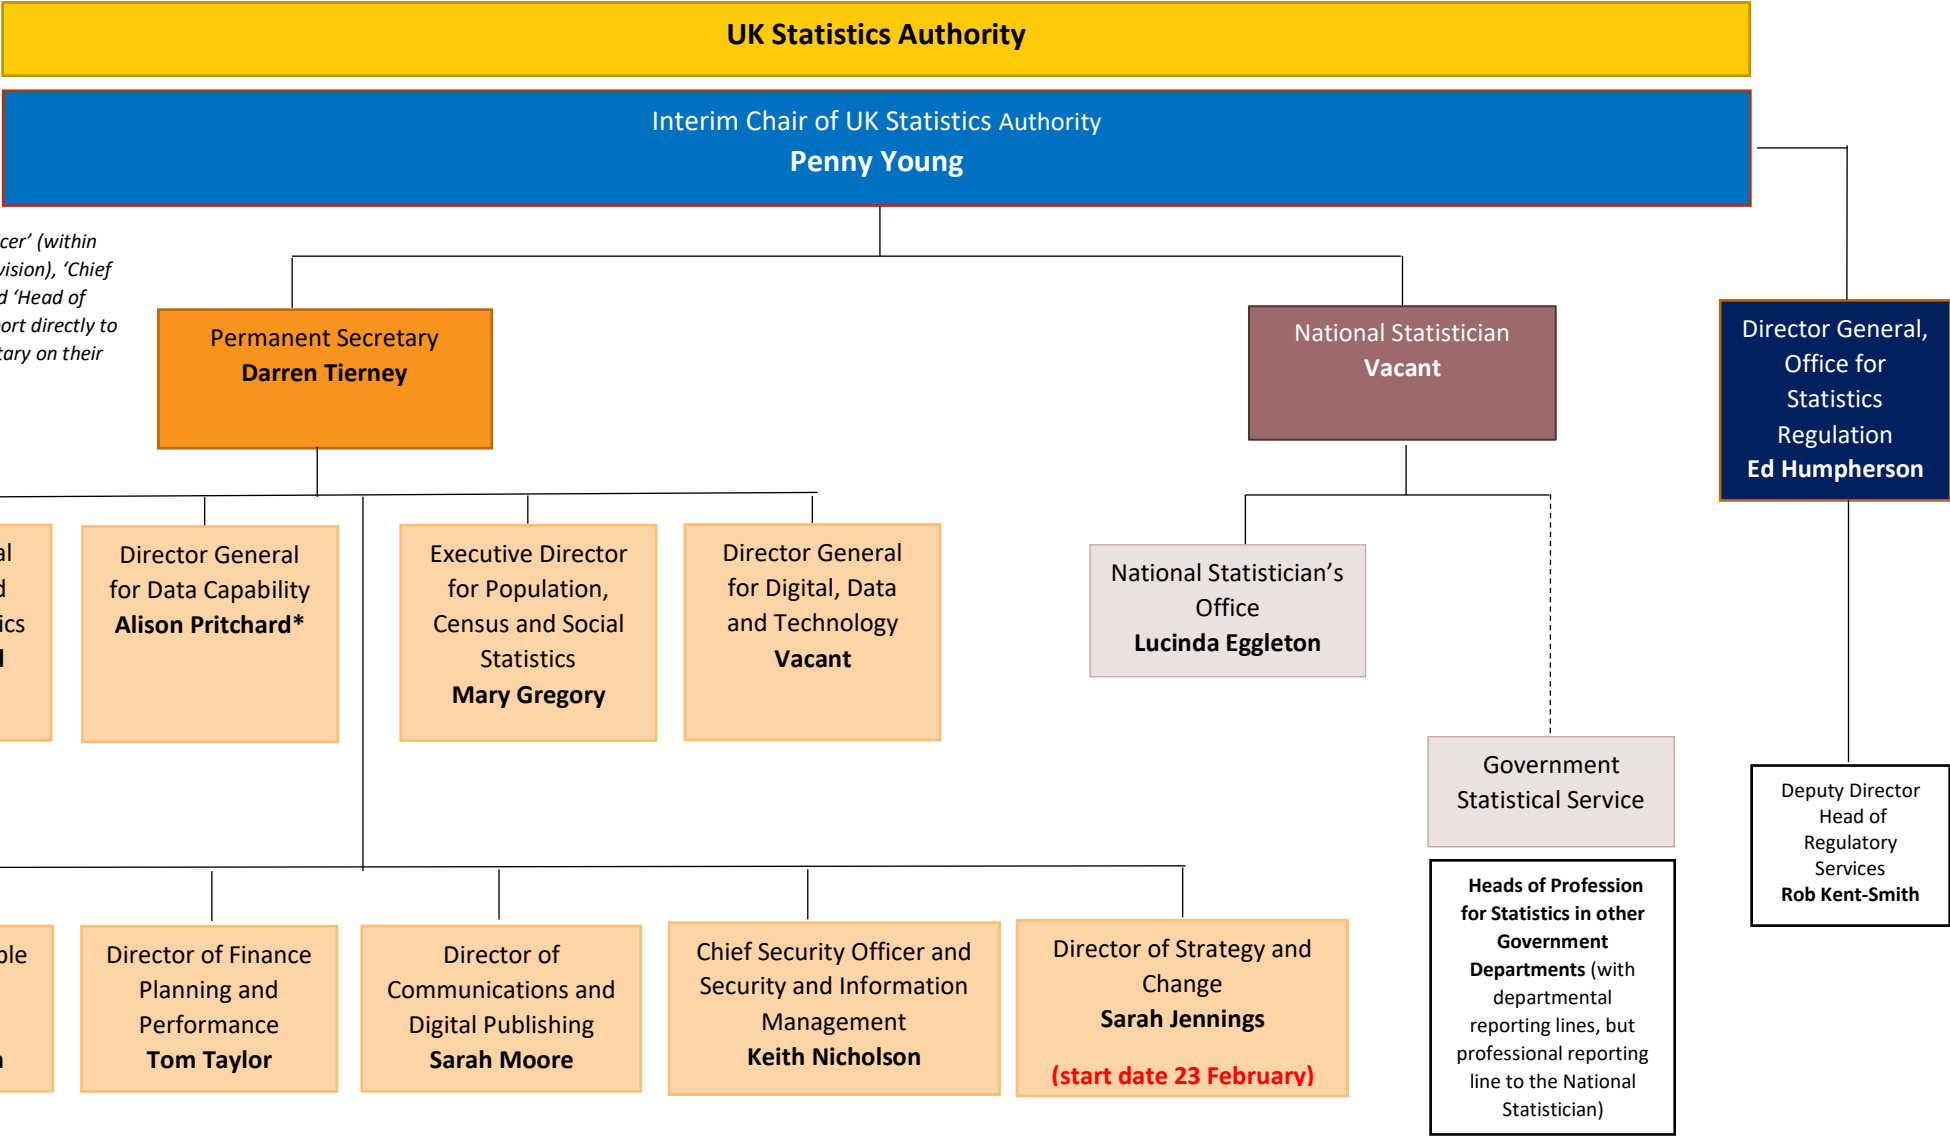 UK Statistics Authority
Interim Chair of UK Statistics Authority
Penny Young
(within
'Chief
'Head of
directly to
on their
Permanent Secretary
Darren Tierney
National Statistician
Vacant
Director General,
Office for
Statistics
Regulation
Ed Humpherson
Director General
for Data Capability
Alison Pritchard*
Executive Director
for Population,
Census and Social
Statistics
Mary Gregory
Director General
for Digital, Data
and Technology
Vacant
National Statistician's
Office
Lucinda Eggleton
Government
Statistical Service
Deputy Director
Head of
Regulatory
Services
Rob Kent-Smith
Heads of Profession
for Statistics in other
Government
Departments (with
departmental
reporting lines, but
professional reporting
line to the National
Statistician)
Director of Finance
Planning and
Performance
Tom Taylor
Director of
Communications and
Digital Publishing
Sarah Moore
Chief Security Officer and
Security and Information
Management
Keith Nicholson
Director of Strategy and
Change
Sarah Jennings
(start date 23 February)